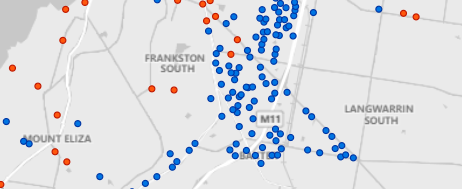 FRANKSTON
SOUTH
LANGWARRIN
SOUTH
M11
MOUNT ELIZA